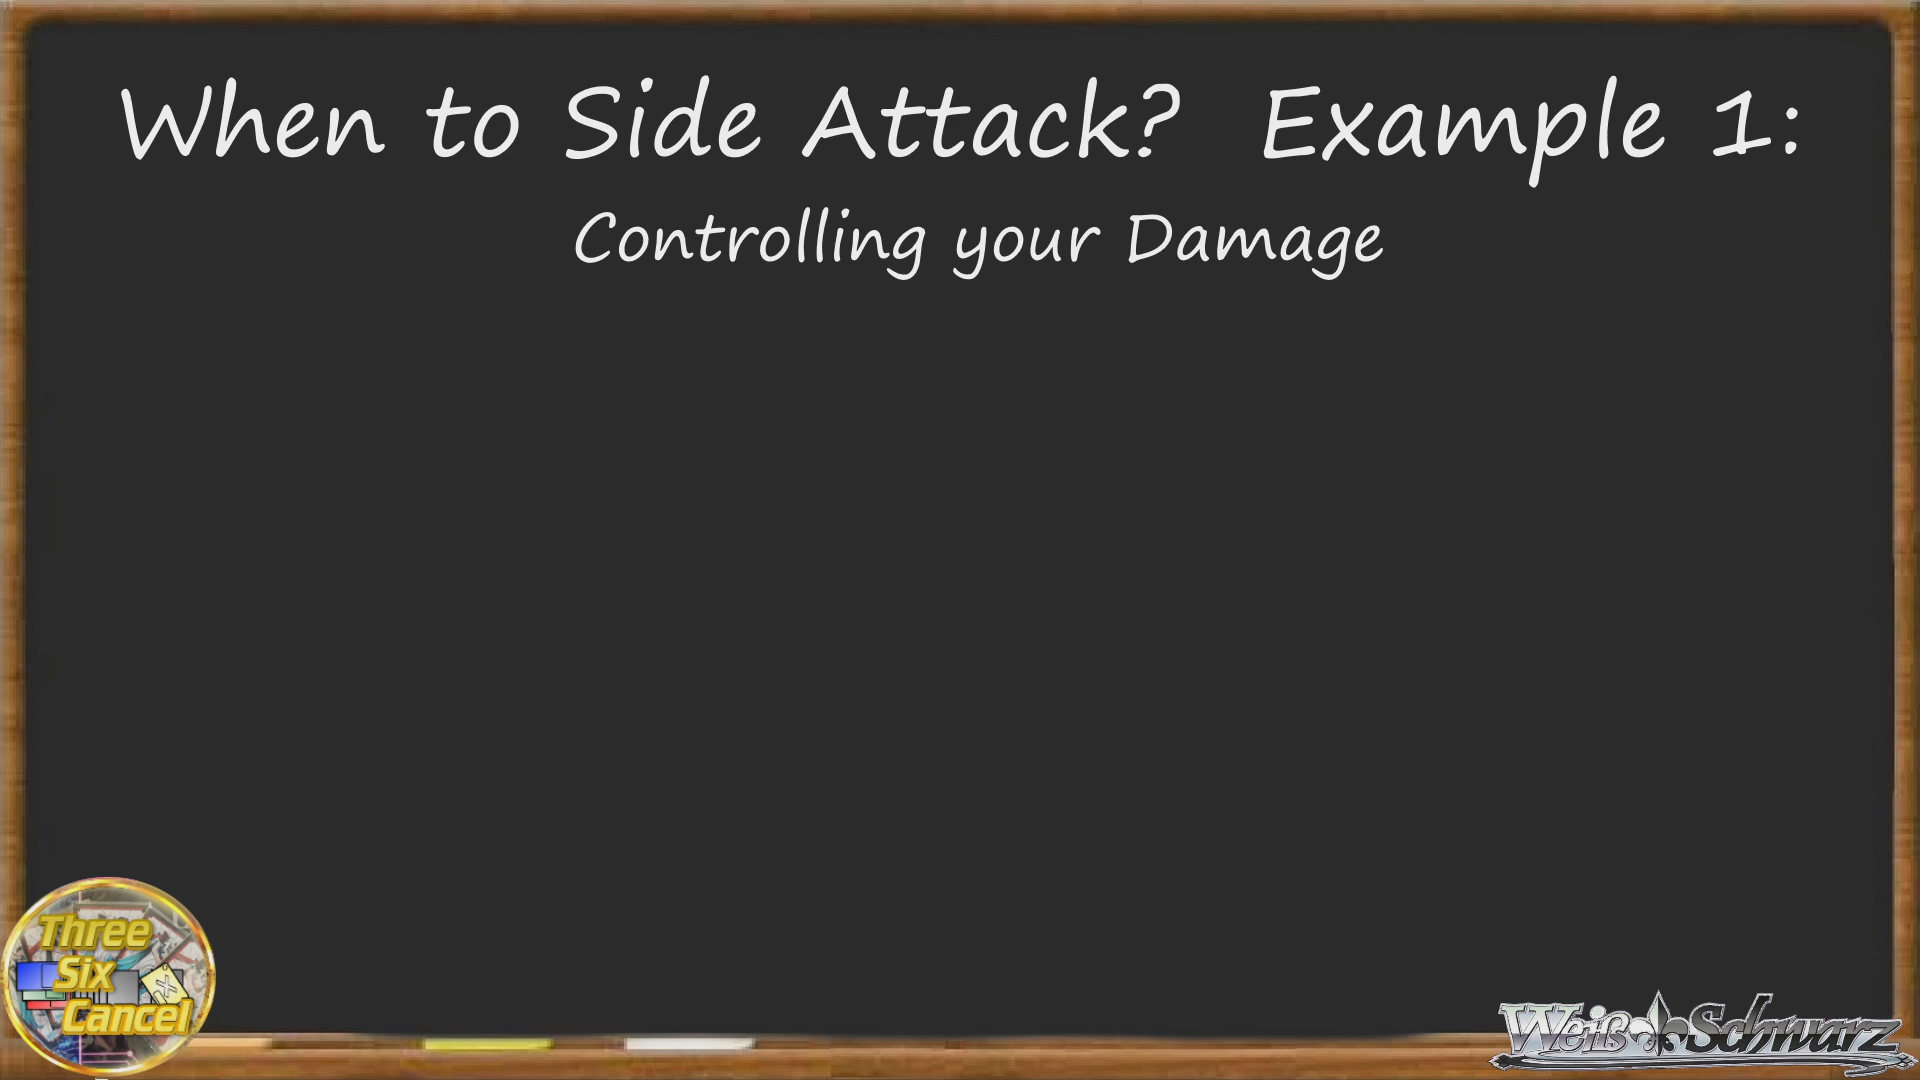 When to Side Attack? Example 1:
Controlling your Damage
Three
Six
Cancel
Weiß Schwarz